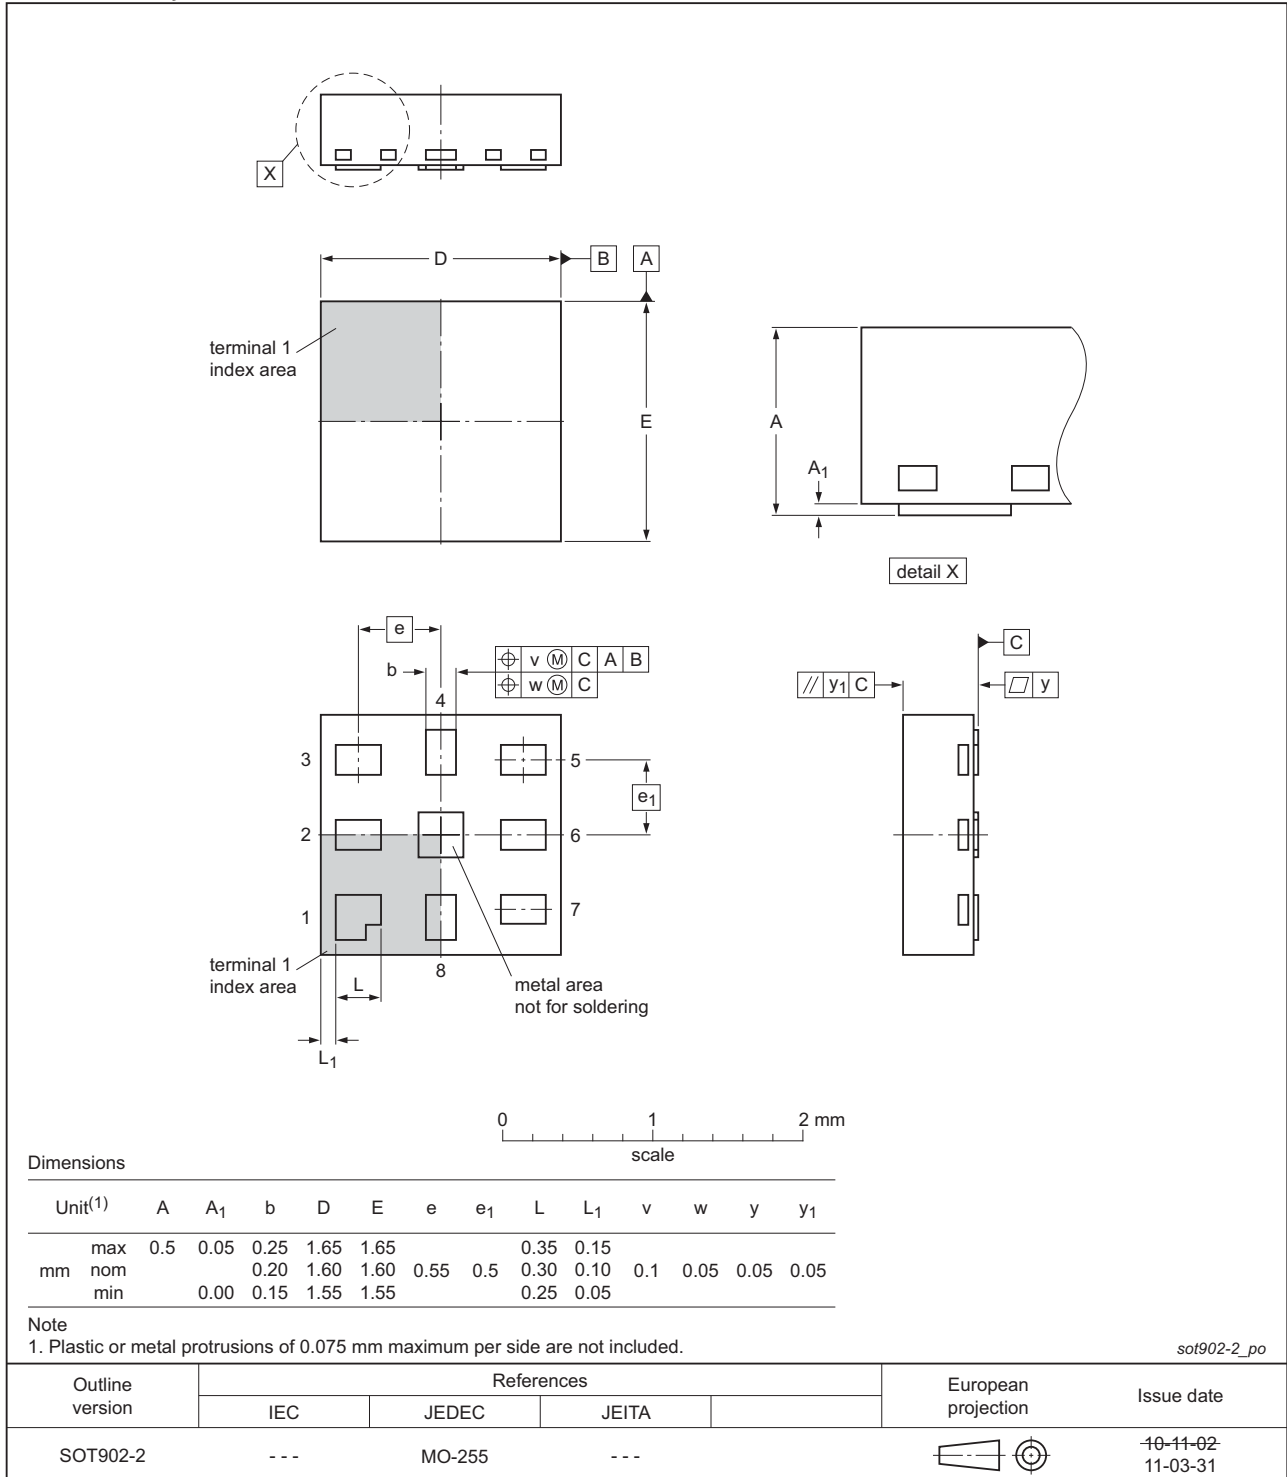 X
D
B
A
terminal 1
index area
E
A
A1
detail X
e
b
v M C A B
w M C
4
3
5
e1
2
6
1
7
terminal 1
index area
L
8
metal area
not for soldering
L1
C
y1 C
y
0 1 2 mm
scale
Dimensions
Unit(1) A A1 b D E e e1 L L1 v w y y1
max 0.5 0.05 0.25 1.65 1.65 0.35 0.15
mm nom 0.20 1.60 1.60 0.55 0.5 0.30 0.10 0.1 0.05 0.05 0.05
min 0.00 0.15 1.55 1.55 0.25 0.05
Note
1. Plastic or metal protrusions of 0.075 mm maximum per side are not included.
sot902-2_po
Outline
version
References
IEC JEDEC JEITA
European
projection
Issue date
SOT902-2 - - - MO-255 - - -
10-11-02
11-03-31